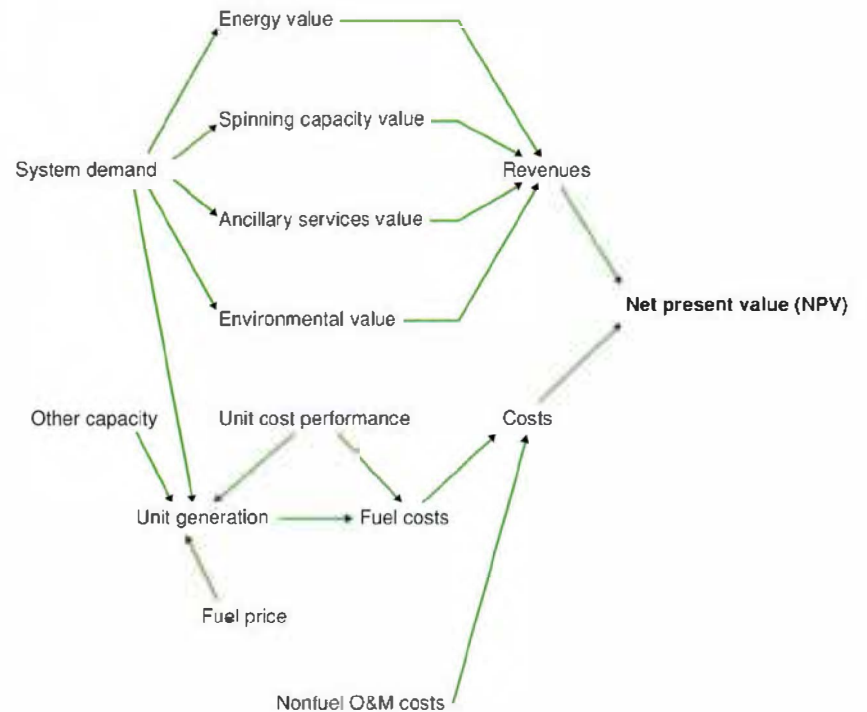 Energy value
Spinning capacity value
System demand
Revenues
Ancillary services value
Environmental value
Net present value (NPV)
Other capacity
Unit cost performance
Costs
Unit generation
Fuel costs
Fuel price
Nonfuel O&M costs